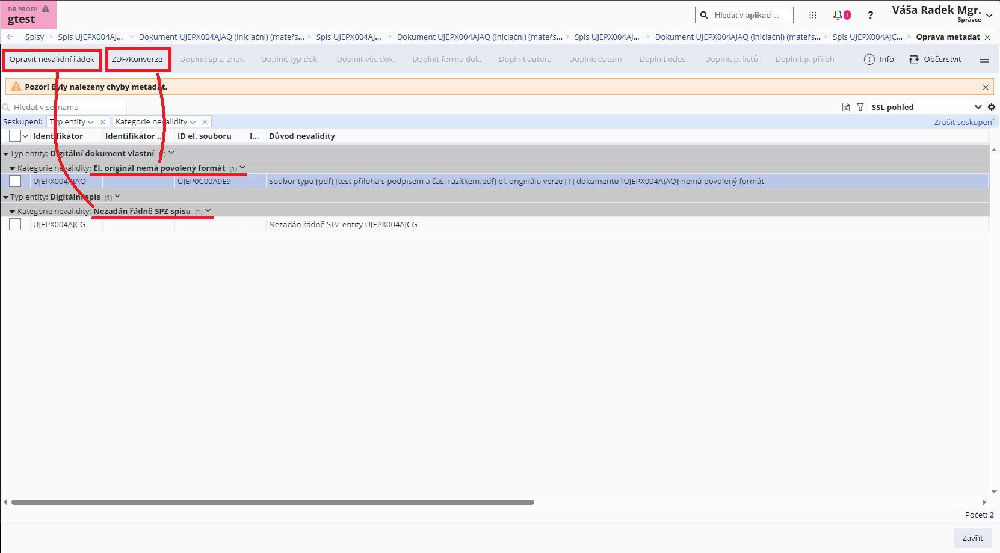 DB PROFIL
gtest
Hledat v aplikaci...
1
?
Váša Radek Mgr.
Správce
Spisy > Spis UJEPX004AJ... > Dokument UJEPX004AJAQ (iniciační) (mateřs... > Spis UJEPX004AJ... > Dokument UJEPX004AJAQ (iniciační) (mateřs... > Spis UJEPX004AJ... > Dokument UJEPX004AJAQ (iniciační) (mateřs... > Spis UJEPX004AJC... > Oprava metadat
Opravit nevalidní řádek ZDF/Konverze Doplnit spis. znak Doplnit typ dok. Doplnit věc dok. Doplnit formu dok. Doplnit autora Doplnit datum Doplnit odes. Doplnit p. listů Doplnit p. příloh Info Občerstvit
Pozor! Byly nalezeny chyby metadat.
Hledat v seznamu
SSL pohled
Seskupení: Typ entity Kategorie nevalidity Zrušit seskupení
Identifikátor Identifikátor ... ID el. souboru I... Důvod nevalidity
Typ entity: Digitální dokument vlastní
Kategorie nevalidity: El. originál nemá povolený formát (1)
UJEPX004AJAQ UJEP0C00A9E9 Soubor typu [pdf] [test příloha s podpisem a čas. razítkem.pdf] el. originálu verze [1] dokumentu [UJEPX004AJAQ] nemá povolený formát.
Typ entity: Digitální spis (1)
Kategorie nevalidity: Nezadán řádně SPZ spisu (1)
UJEPX004AJCG Nezadán řádně SPZ entity UJEPX004AJCG
Počet: 2
Zavřít